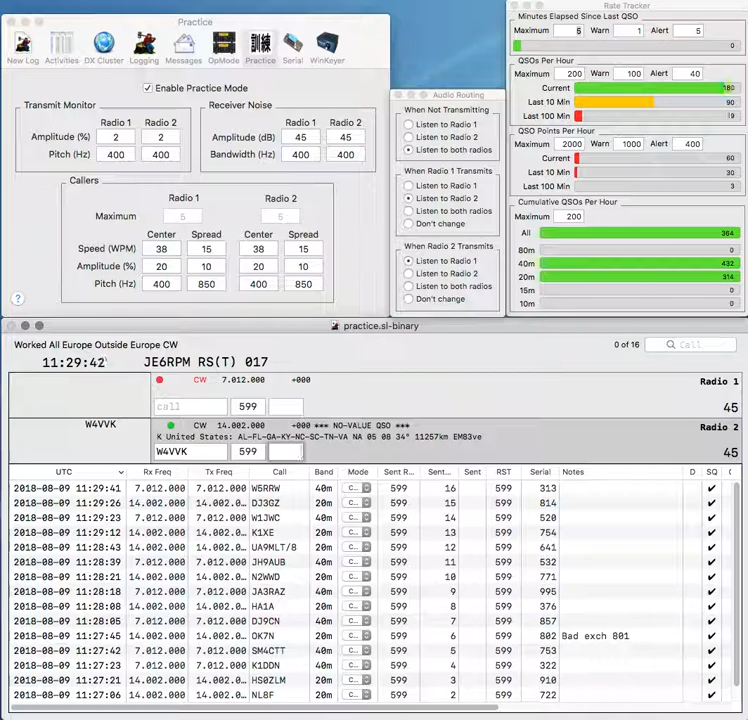 Practice
New Log Activities DX Cluster Logging Messages OpMode Practice Serial WinKeyer
訓練
Enable Practice Mode
Transmit Monitor
Radio 1 Radio 2
Amplitude (%) 2 2
Pitch (Hz) 400 400
Receiver Noise
Radio 1 Radio 2
Amplitude (dB) 45 45
Bandwidth (Hz) 400 400
Callers
Radio 1 Radio 2
Maximum 5 5
Center Spread Center Spread
Speed (WPM) 38 15 38 15
Amplitude (%) 20 10 20 10
Pitch (Hz) 400 850 400 850
?
Audio Routing
When Not Transmitting
Listen to Radio 1
Listen to Radio 2
Listen to both radios
When Radio 1 Transmits
Listen to Radio 1
Listen to Radio 2
Listen to both radios
Don't change
When Radio 2 Transmits
Listen to Radio 1
Listen to Radio 2
Listen to both radios
Don't change
Rate Tracker
Minutes Elapsed Since Last QSO
Maximum 5 Warn 1 Alert 5
0
QSOs Per Hour
Maximum 200 Warn 100 Alert 40
Current 180
Last 10 Min 90
Last 100 Min 19
QSO Points Per Hour
Maximum 2000 Warn 1000 Alert 400
Current 60
Last 10 Min 30
Last 100 Min 3
Cumulative QSOs Per Hour
Maximum 200
All 364
80m 0
40m 432
20m 314
15m 0
10m 0
practice.sl-binary
Worked All Europe Outside Europe CW 0 of 16 Call
11:29:42 JE6RPM RS(T) 017
CW 7.012.000 +000 Radio 1
call 599 45
W4VVK CW 14.002.000 +000 *** NO-VALUE QSO *** Radio 2
K United States: AL-FL-GA-KY-NC-SC-TN-VA NA 05 08 34° 11257km EM83ve
W4VVK 599 45
UTC Rx Freq Tx Freq Call Band Mode Sent R... Sent... Sent RST Serial Notes D SQ
2018-08-09 11:29:41 7.012.000 7.012.000 W5RRW 40m C... 599 16 599 313 ✔
2018-08-09 11:29:26 14.002.000 14.002.0... DJ3GZ 20m C... 599 15 599 814 ✔
2018-08-09 11:29:23 7.012.000 7.012.000 W1JWC 40m C... 599 14 599 520 ✔
2018-08-09 11:29:12 14.002.000 14.002.0... K1XE 20m C... 599 13 599 754 ✔
2018-08-09 11:28:43 14.002.000 14.002.0... UA9MLT/8 20m C... 599 12 599 641 ✔
2018-08-09 11:28:39 7.012.000 7.012.000 JH9AUB 40m C... 599 11 599 532 ✔
2018-08-09 11:28:21 14.002.000 14.002.0... N2WWD 20m C... 599 10 599 771 ✔
2018-08-09 11:28:18 7.012.000 7.012.000 JA3RAZ 40m C... 599 9 599 995 ✔
2018-08-09 11:28:08 14.002.000 14.002.0... HA1A 20m C... 599 8 599 376 ✔
2018-08-09 11:28:05 7.012.000 7.012.000 DJ9CN 40m C... 599 7 599 857 ✔
2018-08-09 11:27:45 14.002.000 14.002.0... OK7N 20m C... 599 6 599 802 Bad exch 801 ✔
2018-08-09 11:27:42 7.012.000 7.012.000 SM4CTT 40m C... 599 5 599 753 ✔
2018-08-09 11:27:23 7.012.000 7.012.000 K1DDN 40m C... 599 4 599 322 ✔
2018-08-09 11:27:21 14.002.000 14.002.0... HS0ZLM 20m C... 599 3 599 910 ✔
2018-08-09 11:27:06 14.002.000 14.002.0... NL8F 20m C... 599 2 599 722 ✔